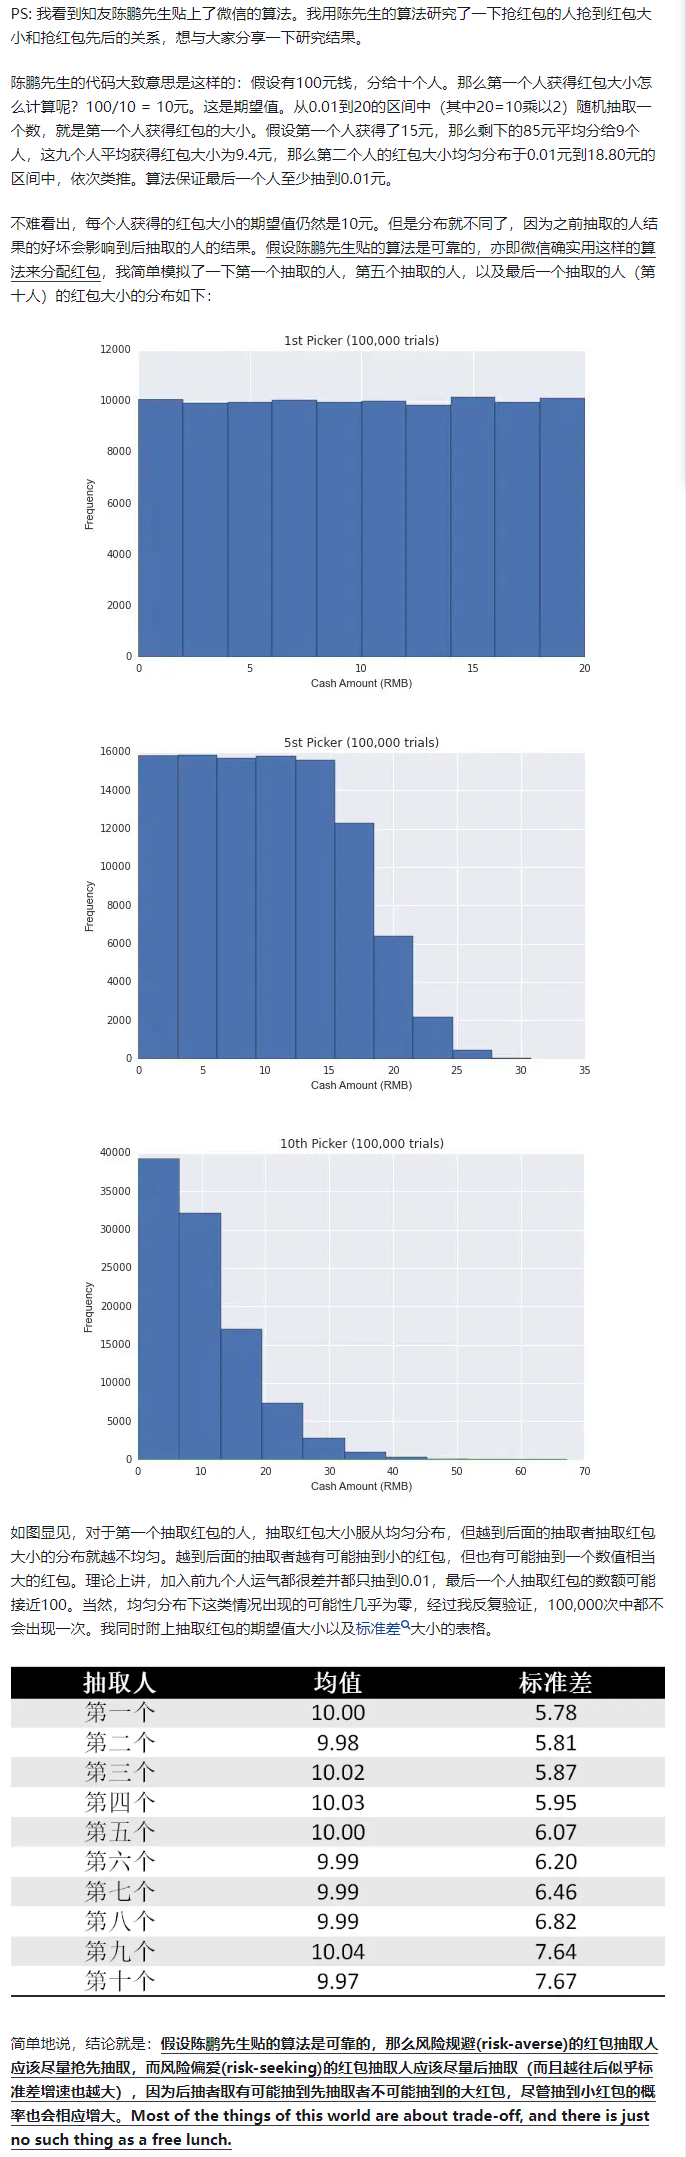 PS: 我看到知友陈鹏先生贴上了微信的算法。我用陈先生的算法研究了一下抢红包的人抢到红包大
小和抢红包先后的关系，想与大家分享一下研究结果。
陈鹏先生的代码大致意思是这样的：假设有100元钱，分给十个人。那么第一个人获得红包大小怎
么计算呢？100/10 = 10元。这是期望值。从0.01到20的区间中（其中20=10乘以2）随机抽取一
个数，就是第一个人获得红包的大小。假设第一个人获得了15元，那么剩下的85元平均分给9个
人，这九个人平均获得红包大小为9.4元，那么第二个人的红包大小均匀分布于0.01元到18.80元的
区间中，依次类推。算法保证最后一个人至少抽到0.01元。
不难看出，每个人获得的红包大小的期望值仍然是10元。但是分布就不同了，因为之前抽取的人结
果的好坏会影响到后抽取的人的结果。假设陈鹏先生贴的算法是可靠的，亦即微信确实用这样的算
法来分配红包，我简单模拟了一下第一个抽取的人，第五个抽取的人，以及最后一个抽取的人（第
十人）的红包大小的分布如下：
1st Picker (100,000 trials)
12000
10000
8000
6000
4000
2000
0
Frequency
0 5 10 15 20
Cash Amount (RMB)
5st Picker (100,000 trials)
16000
14000
12000
10000
8000
6000
4000
2000
0
Frequency
0 5 10 15 20 25 30 35
Cash Amount (RMB)
10th Picker (100,000 trials)
40000
35000
30000
25000
20000
15000
10000
5000
0
Frequency
0 10 20 30 40 50 60 70
Cash Amount (RMB)
如图显见，对于第一个抽取红包的人，抽取红包大小服从均匀分布，但越到后面的抽取者抽取红包
大小的分布就越不均匀。越到后面的抽取者越有可能抽到小的红包，但也有可能抽到一个数值相当
大的红包。理论上讲，加入前九个人运气都很差并都只抽到0.01，最后一个人抽取红包的数额可能
接近100。当然，均匀分布下这类情况出现的可能性几乎为零，经过我反复验证，100,000次中都不
会出现一次。我同时附上抽取红包的期望值大小以及标准差大小的表格。
抽取人 均值 标准差
第一个 10.00 5.78
第二个 9.98 5.81
第三个 10.02 5.87
第四个 10.03 5.95
第五个 10.00 6.07
第六个 9.99 6.20
第七个 9.99 6.46
第八个 9.99 6.82
第九个 10.04 7.64
第十个 9.97 7.67
简单地说，结论就是：假设陈鹏先生贴的算法是可靠的，那么风险规避(risk-averse)的红包抽取人
应该尽量抢先抽取，而风险偏爱(risk-seeking)的红包抽取人应该尽量后抽取（而且越往后似乎标
准差增速也越大），因为后抽者取有可能抽到先抽取者不可能抽到的大红包，尽管抽到小红包的概
率也会相应增大。Most of the things of this world are about trade-off, and there is just
no such thing as a free lunch.